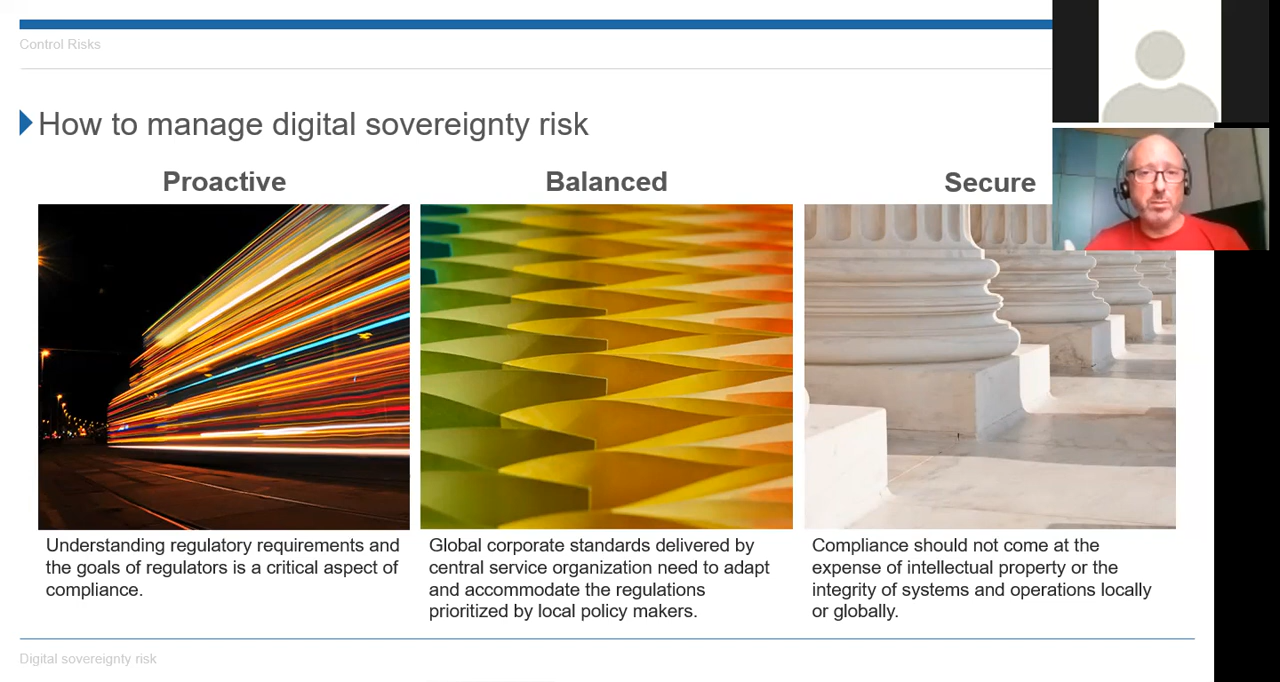 Control Risks
How to manage digital sovereignty risk
Proactive
Balanced
Secure
Understanding regulatory requirements and
the goals of regulators is a critical aspect of
compliance.
Global corporate standards delivered by
central service organization need to adapt
and accommodate the regulations
prioritized by local policy makers.
Compliance should not come at the
expense of intellectual property or the
integrity of systems and operations locally
or globally.
Digital sovereignty risk